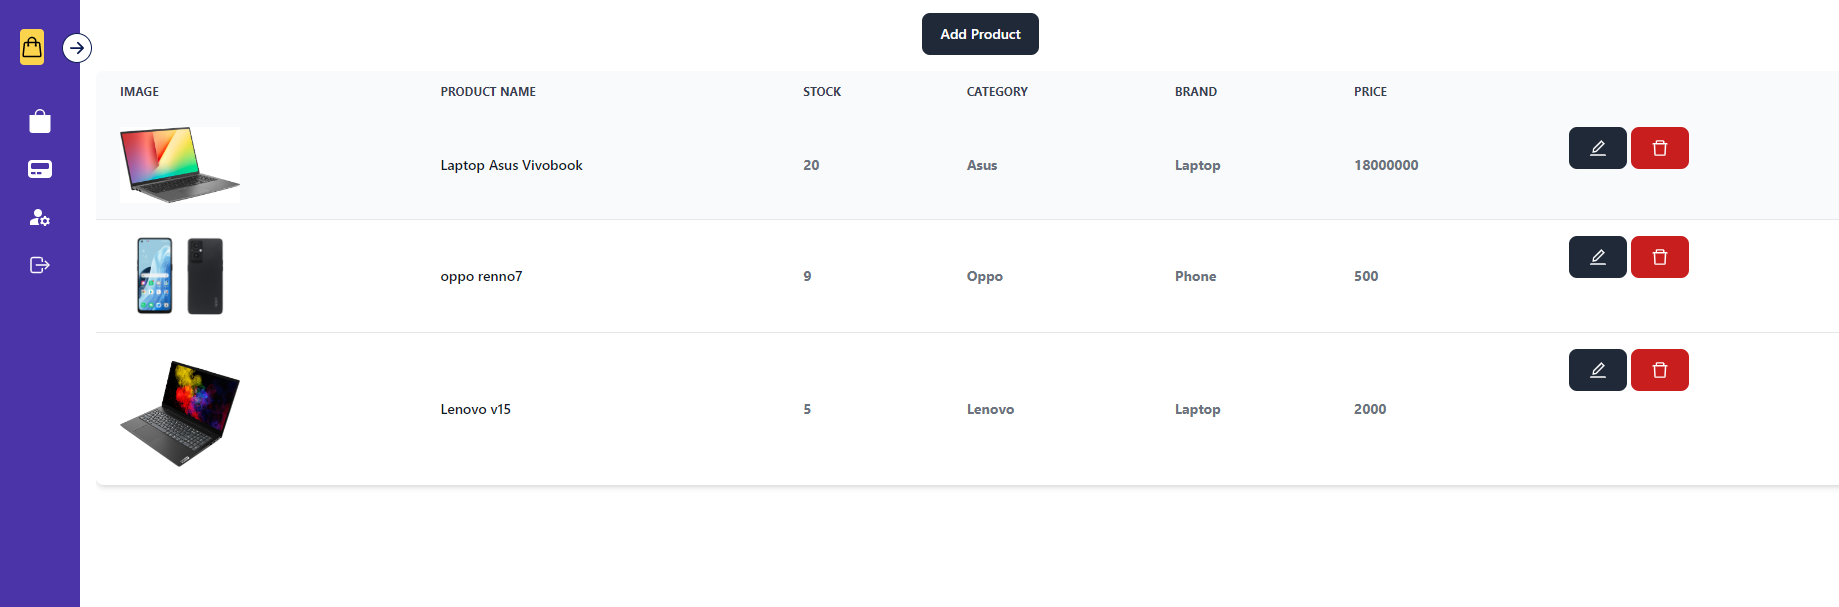 Add Product
IMAGE PRODUCT NAME STOCK CATEGORY BRAND PRICE
Laptop Asus Vivobook 20 Asus Laptop 18000000
oppo renno7 9 Oppo Phone 500
Lenovo v15 5 Lenovo Laptop 2000